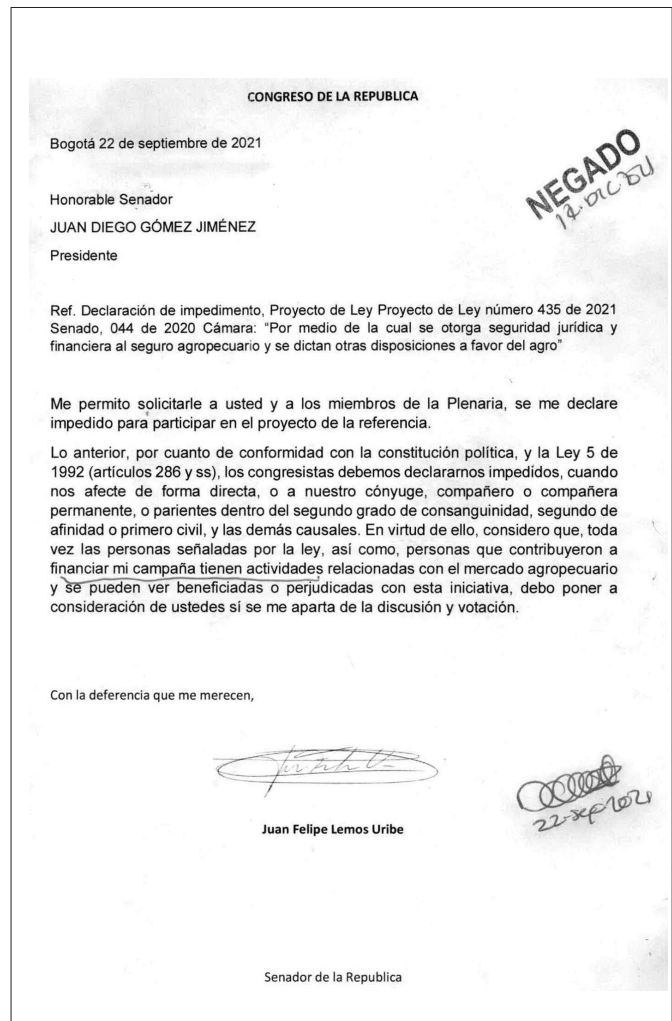 CONGRESO DE LA REPUBLICA
Bogotá 22 de septiembre de 2021
NEGADO
Honorable Senador
JUAN DIEGO GÓMEZ JIMÉNEZ
Presidente
Ref. Declaración de impedimento, Proyecto de Ley Proyecto de Ley número 435 de 2021
Senado, 044 de 2020 Cámara: “Por medio de la cual se otorga seguridad jurídica y
financiera al seguro agropecuario y se dictan otras disposiciones a favor del agro”
Me permito solicitarle a usted y a los miembros de la Plenaria, se me declare
impedido para participar en el proyecto de la referencia.
Lo anterior, por cuanto de conformidad con la constitución política, y la Ley 5 de
1992 (artículos 286 y ss), los congresistas debemos declararnos impedidos, cuando
nos afecte de forma directa, o a nuestro cónyuge, compañero o compañera
permanente, o parientes dentro del segundo grado de consanguinidad, segundo de
afinidad o primero civil, y las demás causales. En virtud de ello, considero que, toda
vez las personas señaladas por la ley, así como, personas que contribuyeron a
financiar mi campaña tienen actividades relacionadas con el mercado agropecuario
y se pueden ver beneficiadas o perjudicadas con esta iniciativa, debo poner a
consideración de ustedes sí se me aparta de la discusión y votación.
Con la deferencia que me merecen,
22-sep 2021
Juan Felipe Lemos Uribe
Senador de la Republica